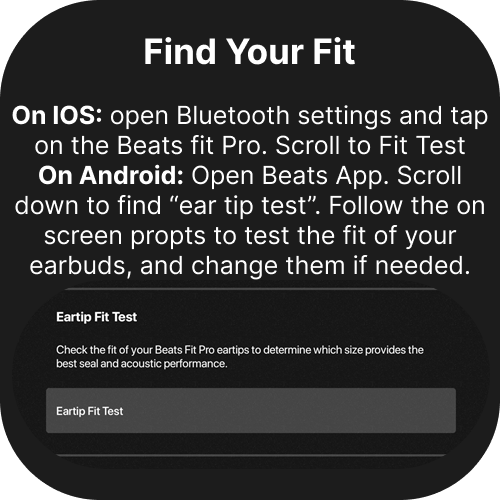 Find Your Fit
On IOS: open Bluetooth settings and tap
on the Beats fit Pro. Scroll to Fit Test
On Android: Open Beats App. Scroll
down to find “ear tip test”. Follow the on
screen propts to test the fit of your
earbuds, and change them if needed.
Eartip Fit Test
Check the fit of your Beats Fit Pro eartips to determine which size provides the
best seal and acoustic performance.
Eartip Fit Test